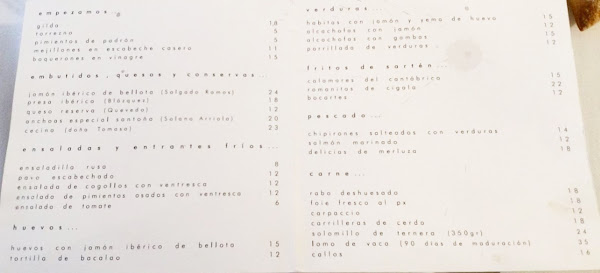 empezamos...
gilda 18
torrezno 5
pimientos de padrón 5
mejillones en escabeche casero 11
boquerones en vinagre 15
embutidos, quesos y conservas...
jamón ibérico de bellota (Salgado Ramos) 24
presa ibérica (Blázquez) 18
queso reserva (Quevedo) 12
anchoas especial santoña (Solano Arriola) 20
cecina (doña Tomasa) 23
ensaladas y entrantes fríos...
ensaladilla rusa 8
pavo escabechado 12
ensalada de cogollos con ventresca 12
ensalada de pimientos asados con ventresca 12
ensalada de tomate 6
huevos...
huevos con jamón ibérico de bellota 15
tortilla de bacalao 12
verduras...
habitas con jamón y yema de huevo 15
alcachofas con jamón 12
alcachofas con gambas 15
parrillada de verduras 12
fritos de sartén...
calamares del cantábrico 15
romanitos de cigala 22
bocartes 12
pescado...
chipirones salteados con verduras 14
salmón marinado 12
delicias de merluza 18
carne...
rabo deshuesado 18
foie fresco al px 18
carpaccio 12
carrilleras de cerdo 18
solomillo de ternera (350gr) 24
lomo de vaca (90 días de maduración) 35
callos 16